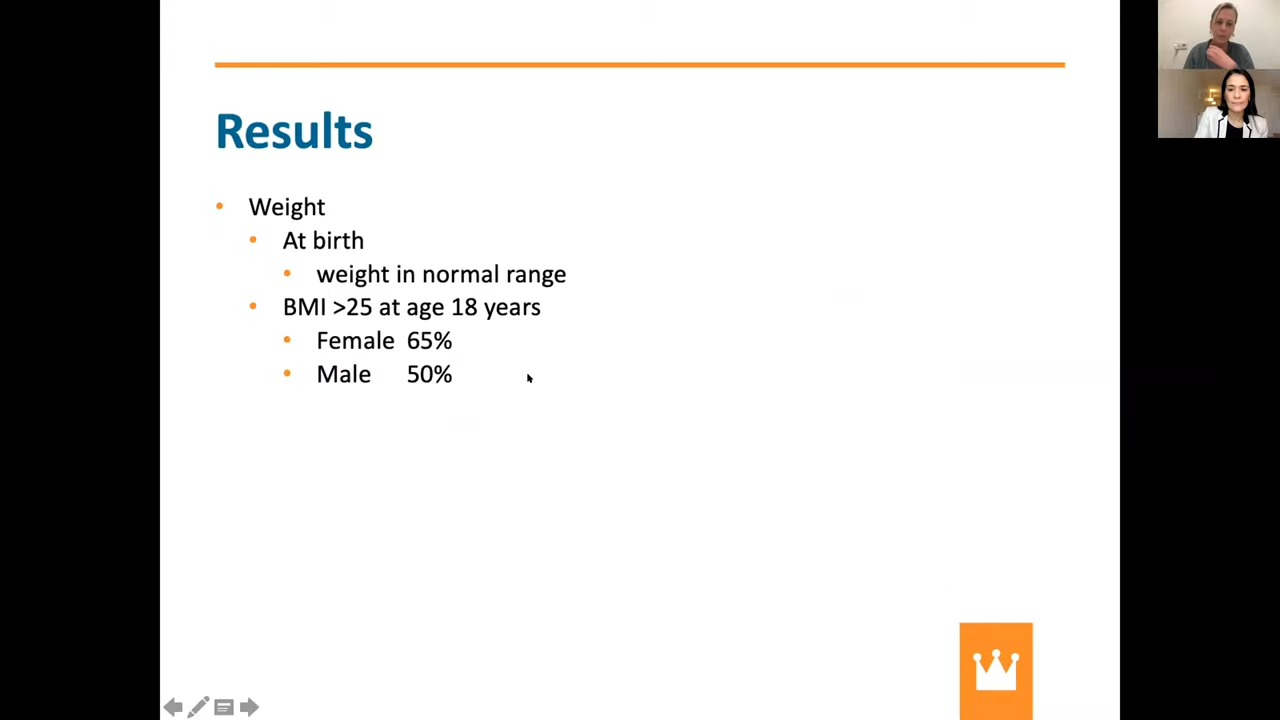 Results
• Weight
• At birth
• weight in normal range
• BMI >25 at age 18 years
• Female 65%
• Male 50%